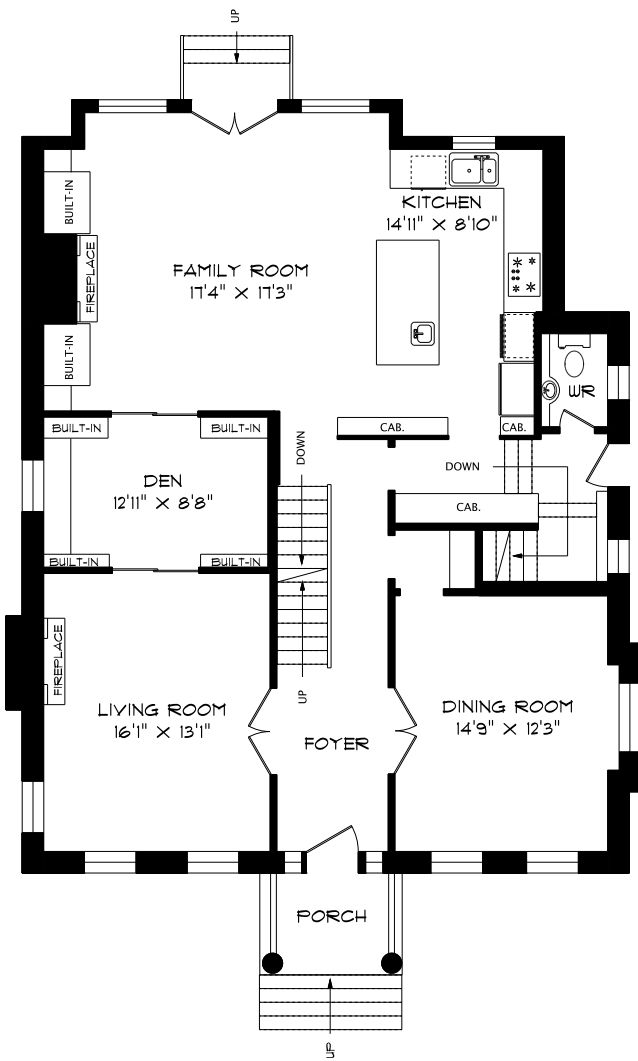 UP
BUILT-IN
KITCHEN
14'11" X 8'10"
FIREPLACE
FAMILY ROOM
17'4" X 17'3"
BUILT-IN
WR
BUILT-IN
BUILT-IN
CAB.
CAB.
DOWN
DOWN
DEN
12'11" X 8'8"
CAB.
BUILT-IN
BUILT-IN
FIREPLACE
UP
LIVING ROOM
16'1" X 13'1"
DINING ROOM
14'9" X 12'3"
FOYER
PORCH
UP